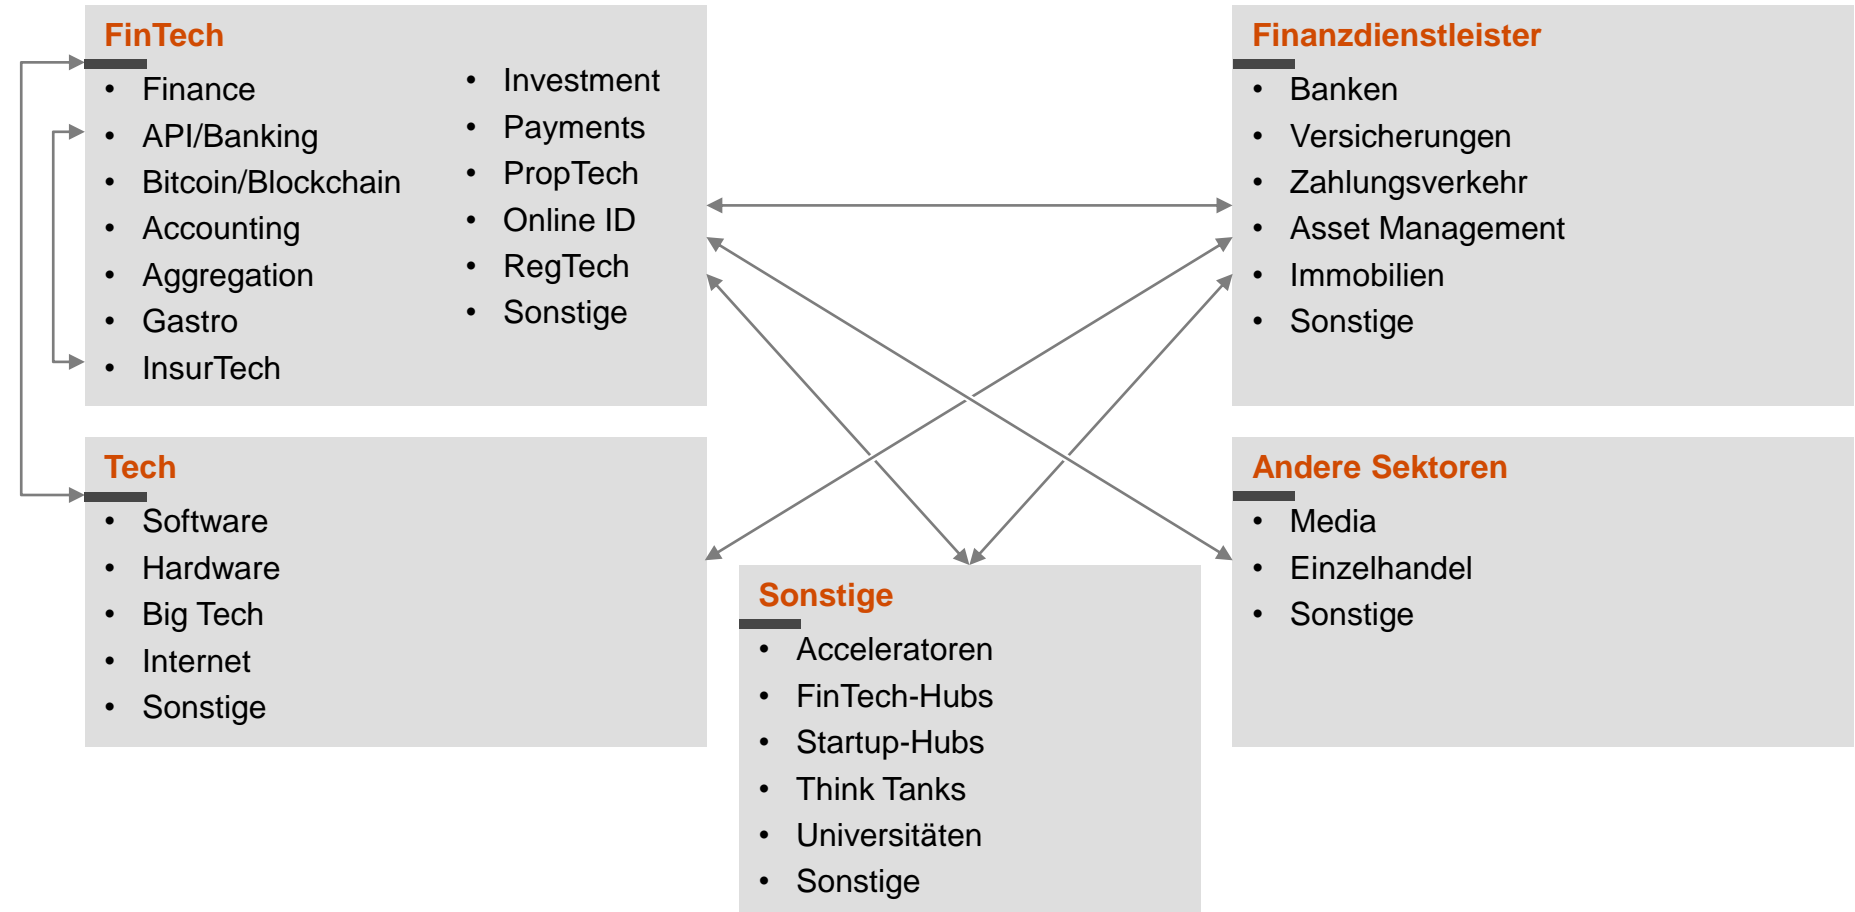 FinTech
• Finance
• API/Banking
• Bitcoin/Blockchain
• Accounting
• Aggregation
• Gastro
• InsurTech
• Investment
• Payments
• PropTech
• Online ID
• RegTech
• Sonstige
Finanzdienstleister
• Banken
• Versicherungen
• Zahlungsverkehr
• Asset Management
• Immobilien
• Sonstige
Tech
• Software
• Hardware
• Big Tech
• Internet
• Sonstige
Sonstige
• Acceleratoren
• FinTech-Hubs
• Startup-Hubs
• Think Tanks
• Universitäten
• Sonstige
Andere Sektoren
• Media
• Einzelhandel
• Sonstige